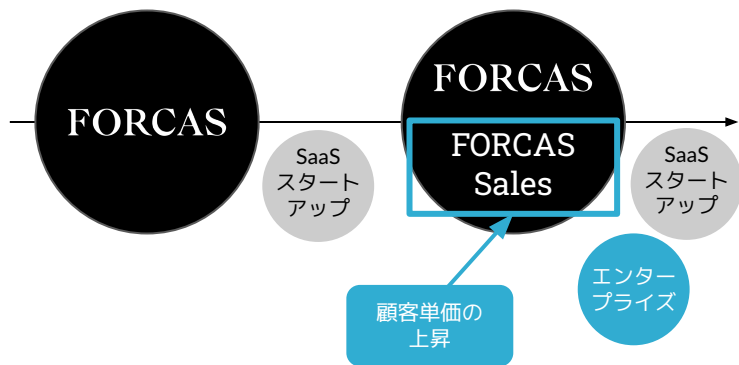 FORCAS
SaaS
スタート
アップ
FORCAS
FORCAS
Sales
SaaS
スタート
アップ
エンター
プライズ
顧客単価の
上昇